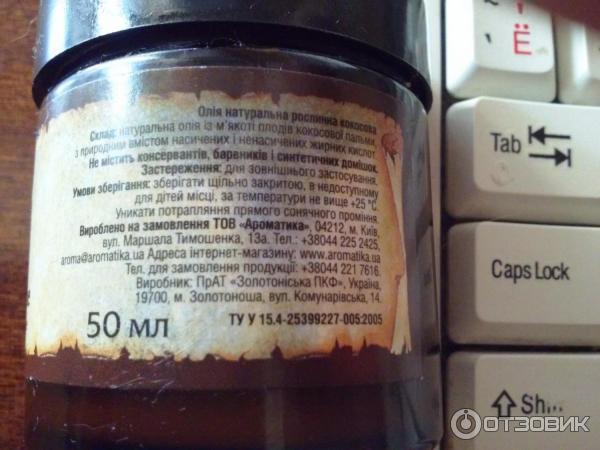 Олія натуральна рослинна кокосова
Склад: натуральна олія із м'якоті плодів кокосової пальми,
з природним вмістом насичених і ненасичених жирних кислот.
Не містить консервантів, барвників і синтетичних домішок.
Застереження: для зовнішнього застосування.
Умови зберігання: зберігати щільно закритою, в недоступному
для дітей місці, за температури не вище +25 °C.
Уникати потрапляння прямого сонячного проміння.
Вироблено на замовлення ТОВ «Ароматика», 04212, м. Київ,
вул. Маршала Тимошенка, 13а. Тел.: +38044 225 2425,
aroma@aromatika.ua Адреса інтернет-магазину: www.aromatika.ua
Тел. для замовлення продукції: +38044 221 7616.
Виробник: ПрАТ «Золотоніська ПКФ», Україна,
19700, м. Золотоноша, вул. Комунарівська, 14.
50 мл
ТУ У 15.4-25399227-005:2005
Ё
Tab
Caps Lock
Shift
ОТЗОВИК